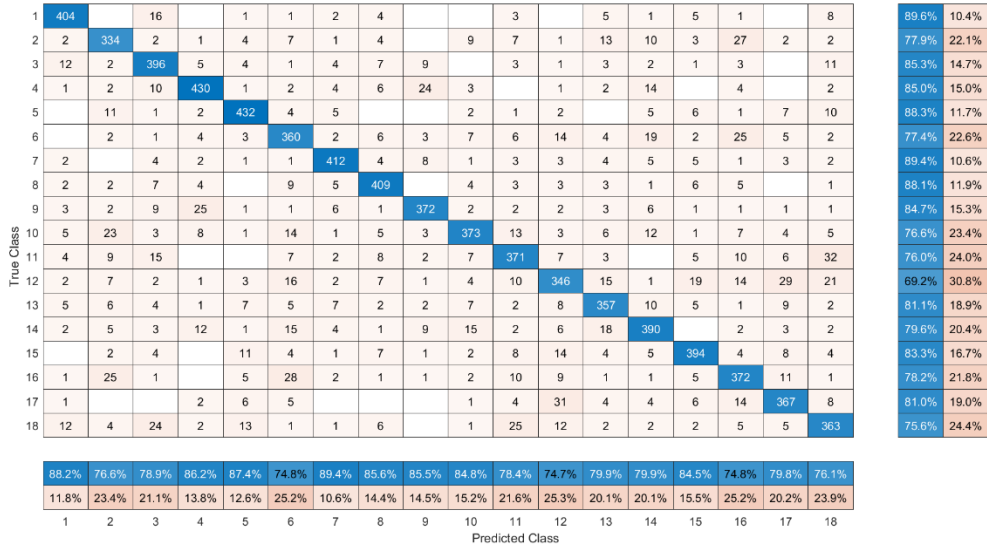 1 404 16 1 1 2 4 3 5 1 5 1 8 89.6% 10.4%
2 2 334 2 1 4 7 1 4 9 7 1 13 10 3 27 2 2 77.9% 22.1%
3 12 2 396 5 4 1 4 7 9 3 1 3 2 1 3 11 85.3% 14.7%
4 1 2 10 430 1 2 4 6 24 3 1 2 14 4 2 85.0% 15.0%
5 11 1 2 432 4 5 2 1 2 5 6 1 7 10 88.3% 11.7%
6 2 1 4 3 360 2 6 3 7 6 14 4 19 2 25 5 2 77.4% 22.6%
7 2 4 2 1 1 412 4 8 1 3 3 4 5 5 1 3 2 89.4% 10.6%
8 2 2 7 4 9 5 409 4 3 3 3 1 6 5 1 88.1% 11.9%
9 3 2 9 25 1 1 6 1 372 2 2 2 3 6 1 1 1 1 84.7% 15.3%
10 5 23 3 8 1 14 1 5 3 373 13 3 6 12 1 7 4 5 76.6% 23.4%
11 4 9 15 7 2 8 2 7 371 7 3 5 10 6 32 76.0% 24.0%
12 2 7 2 1 3 16 2 7 1 4 10 346 15 1 19 14 29 21 69.2% 30.8%
13 5 6 4 1 7 5 7 2 2 7 2 8 357 10 5 1 9 2 81.1% 18.9%
14 2 5 3 12 1 15 4 1 9 15 2 6 18 390 2 3 2 79.6% 20.4%
15 2 4 11 4 1 7 1 2 8 14 4 5 394 4 8 4 83.3% 16.7%
16 1 25 1 5 28 2 1 1 2 10 9 1 1 5 372 11 1 78.2% 21.8%
17 1 2 6 5 1 4 31 4 4 6 14 367 8 81.0% 19.0%
18 12 4 24 2 13 1 1 6 1 25 12 2 2 2 5 5 363 75.6% 24.4%
True Class
88.2% 76.6% 78.9% 86.2% 87.4% 74.8% 89.4% 85.6% 85.5% 84.8% 78.4% 74.7% 79.9% 79.9% 84.5% 74.8% 79.8% 76.1%
11.8% 23.4% 21.1% 13.8% 12.6% 25.2% 10.6% 14.4% 14.5% 15.2% 21.6% 25.3% 20.1% 20.1% 15.5% 25.2% 20.2% 23.9%
1 2 3 4 5 6 7 8 9 10 11 12 13 14 15 16 17 18
Predicted Class